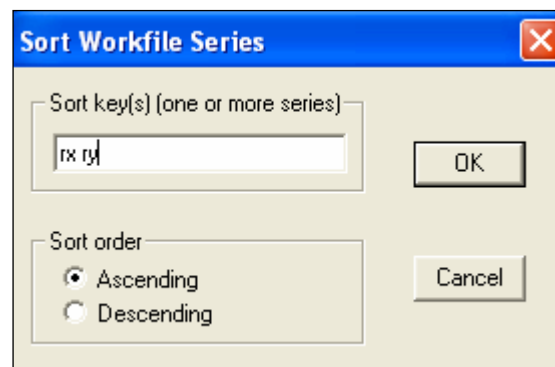 Sort Workfile Series
Sort key(s) (one or more series)
rx ry
OK
Sort order
Ascending
Descending
Cancel